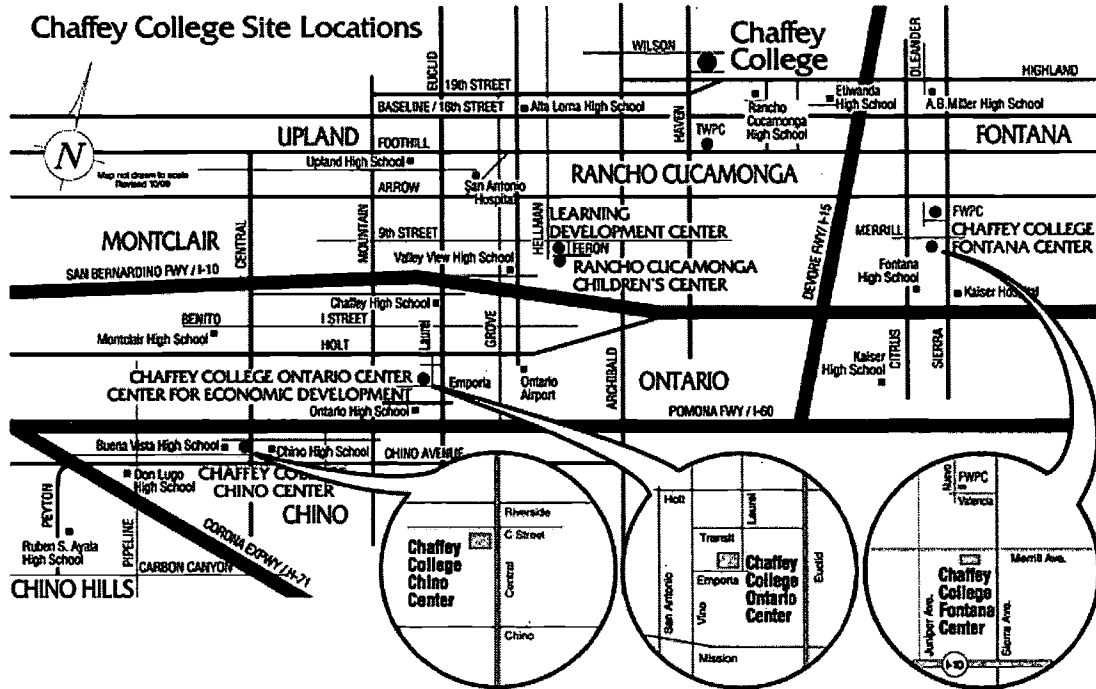 Chaffey College Site Locations
Chaffey
College
WILSON
OLEANDER
HIGHLAND
EUCLID
19th STREET
BASELINE / 16th STREET
Alta Loma High School
Rancho
Cucamonga
High School
Etiwanda
High School
A.B. Miller High School
HAVEN
TWPC
N
Map not drawn to scale
Revised 10/09
UPLAND
FOOTHILL
FONTANA
Upland High School
San Antonio
Hospital
RANCHO CUCAMONGA
ARROW
MONTCLAIR
CENTRAL
MOUNTAIN
9th STREET
HELLMAN
LEARNING
DEVELOPMENT CENTER
FERON
RANCHO CUCAMONGA
CHILDREN'S CENTER
MERRILL
FWPC
CHAFFEY COLLEGE
FONTANA CENTER
SAN BERNARDINO FWY / I-10
Valley View High School
DEVORE FWY / I-15
Fontana
High School
Kaiser Hospital
Chaffey High School
BENITO
I STREET
Montclair High School
HOLT
Laurel
GROVE
CITRUS
SIERRA
Kaiser
High School
CHAFFEY COLLEGE ONTARIO CENTER
CENTER FOR ECONOMIC DEVELOPMENT
Emporia
Ontario
Airport
ARCHIBALD
ONTARIO
Ontario High School
POMONA FWY / I-60
Buena Vista High School
Chino High School
CHINO AVENUE
Don Lugo
High School
CHAFFEY COLLEGE
CHINO CENTER
CHINO
PEYTON
PIPELINE
Ruben S. Ayala
High School
CARBON CANYON
CORONA EXPWY / H-71
CHINO HILLS
Riverside
C Street
Chaffey
College
Chino
Center
Central
Chino
Holt
Laurel
Transit
Emporia
Chaffey
College
Ontario
Center
San Antonio
Vine
Euclid
Mission
Nuevo
FWPC
Valencia
Merrill Ave.
Chaffey
College
Fontana
Center
Juniper Ave.
Sierra Ave.
I-10